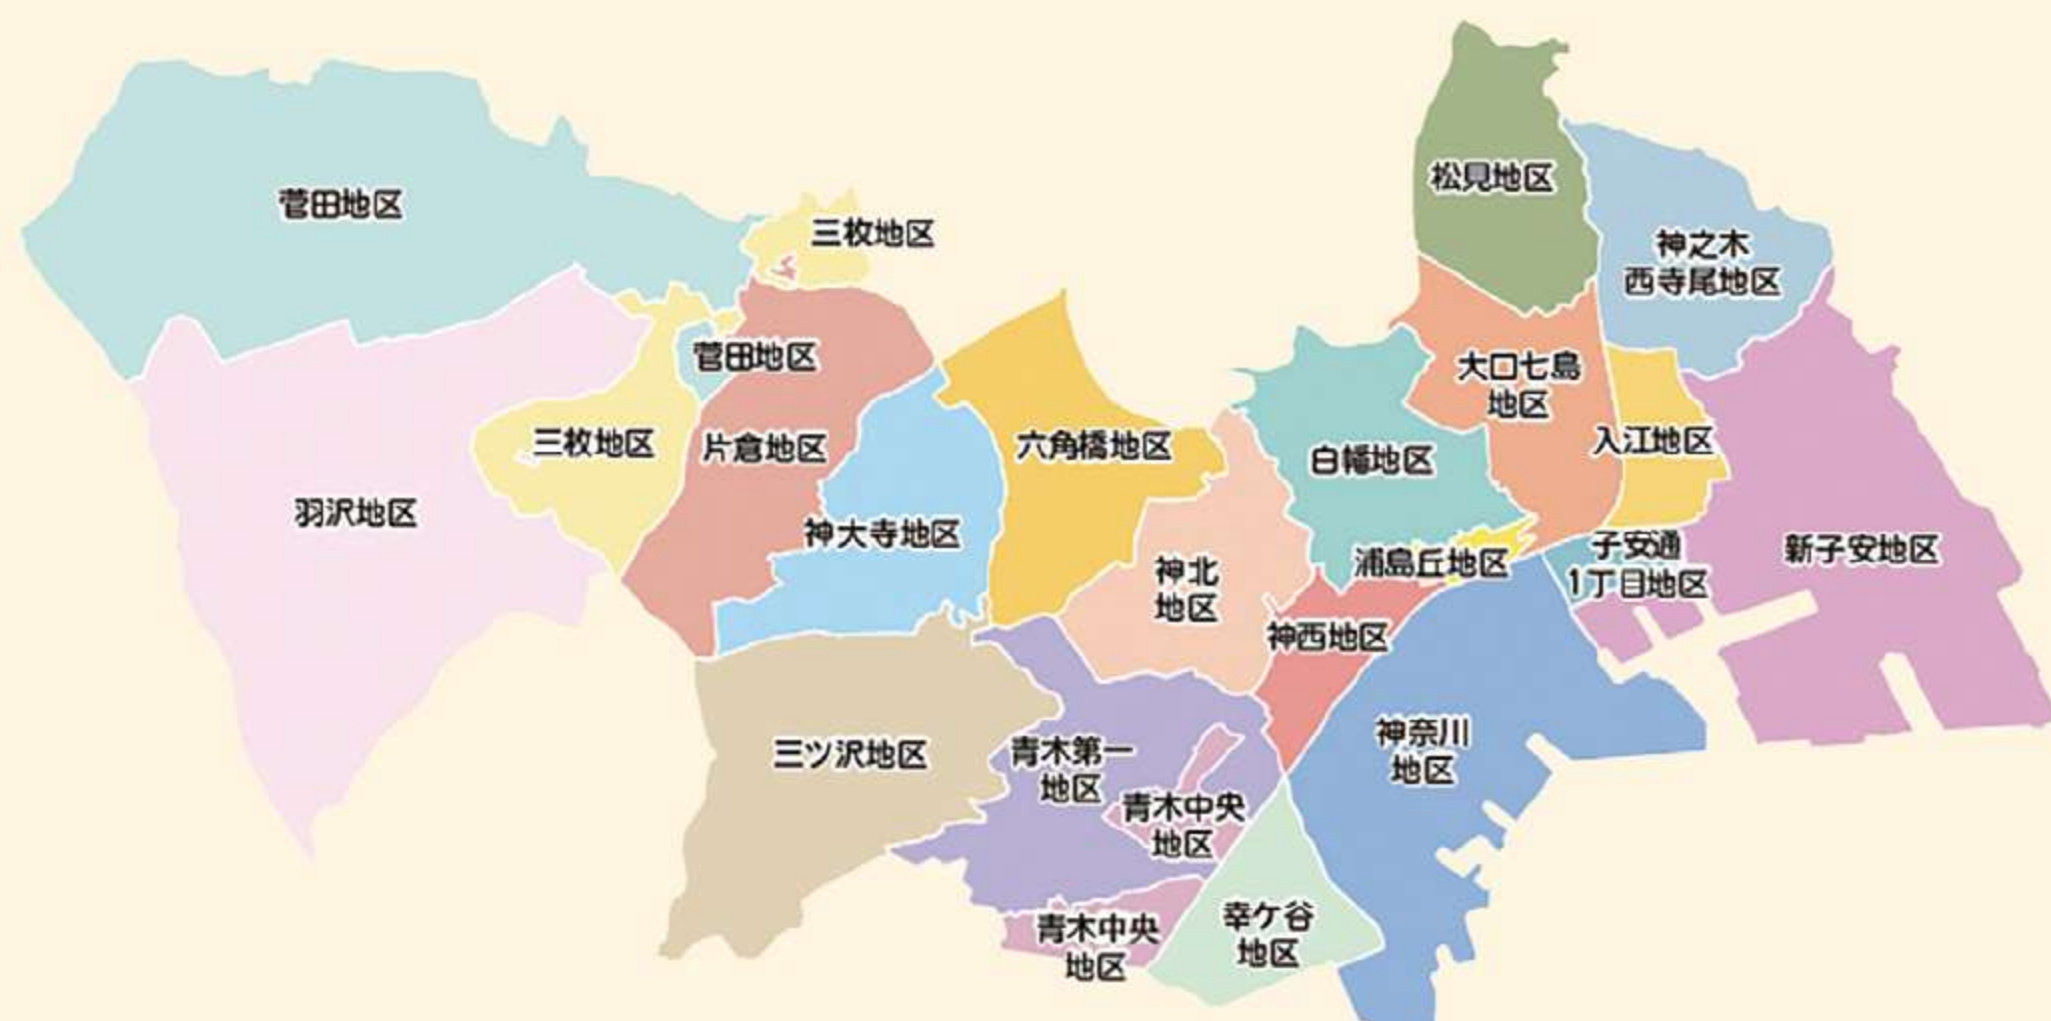 松見地区
菅田地区
三枚地区
神之木
西寺尾地区
菅田地区
大口七島
地区
三枚地区
片倉地区
六角橋地区
白幡地区
入江地区
羽沢地区
神大寺地区
神北
地区
浦島丘地区
子安通
1丁目地区
新子安地区
神西地区
三ツ沢地区
青木第一
地区
神奈川
地区
青木中央
地区
青木中央
地区
幸ケ谷
地区